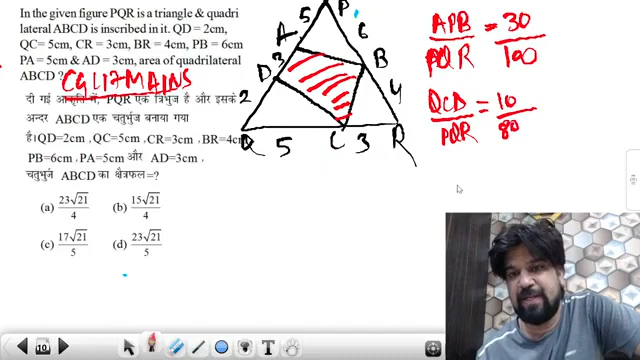 In the given figure PQR is a triangle & quadri
lateral ABCD is inscribed in it. QD = 2cm,
QC= 5cm, CR = 3cm, BR = 4cm, PB = 6cm
PA = 5cm & AD = 3cm, area of quadrilateral
ABCD ?
CGL 17 MAINS
दी गई आकृति में, PQR एक त्रिभुज है और इसके
अन्दर ABCD एक चतुर्भुज बनाया गया
है। QD=2cm, QC=5cm, CR=3cm, BR=4cm
PB=6cm, PA=5cm और AD=3cm,
चतुर्भुज ABCD का क्षेत्रफल=?
(a) 23√21/4 (b) 15√21/4
(c) 17√21/5 (d) 23√21/5
P
5 6
A
B
3
D
2 4
Q 5 C 3 R
APB/PQR = 30/100
QCD/PQR = 10/80
10